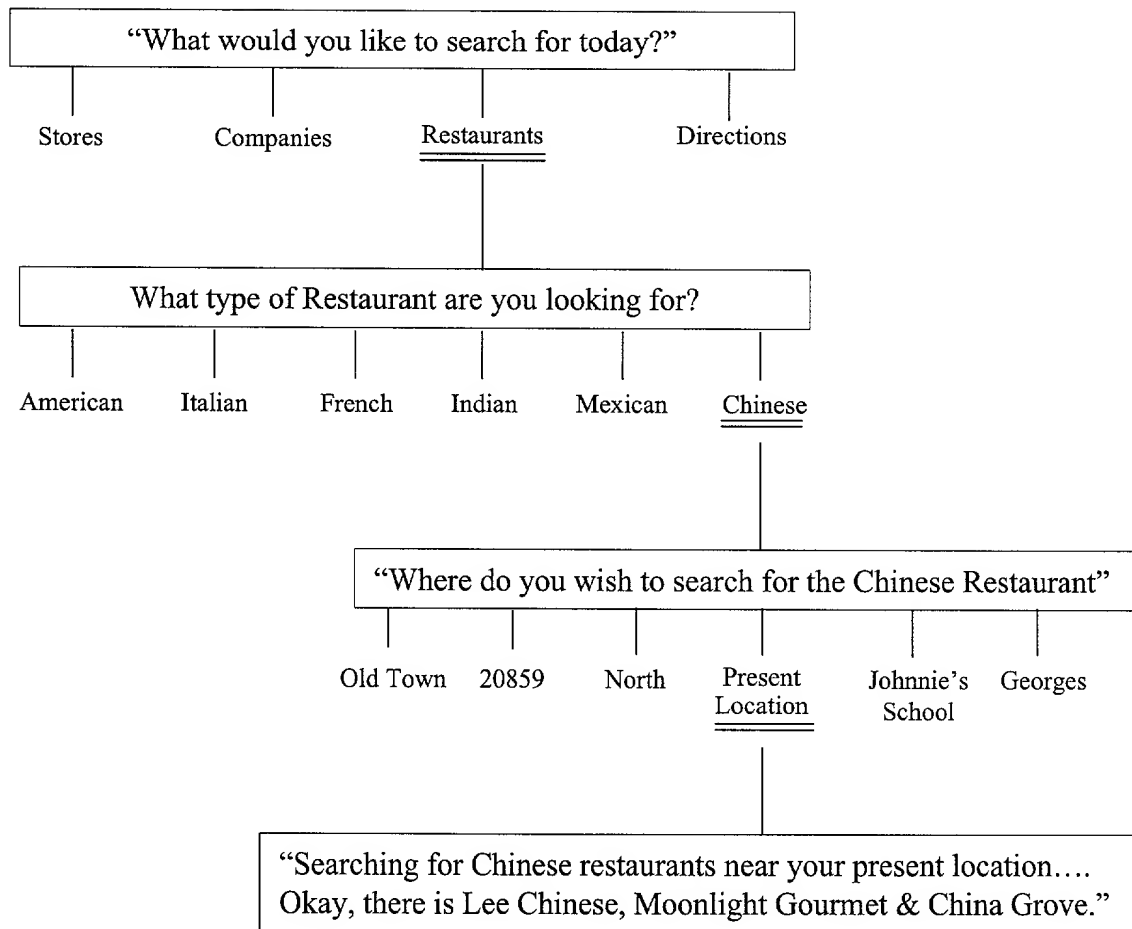 “What would you like to search for today?”
Stores Companies Restaurants Directions
What type of Restaurant are you looking for?
American Italian French Indian Mexican Chinese
“Where do you wish to search for the Chinese Restaurant”
Old Town 20859 North Present Location Johnnie’s School Georges
“Searching for Chinese restaurants near your present location....
Okay, there is Lee Chinese, Moonlight Gourmet & China Grove.”